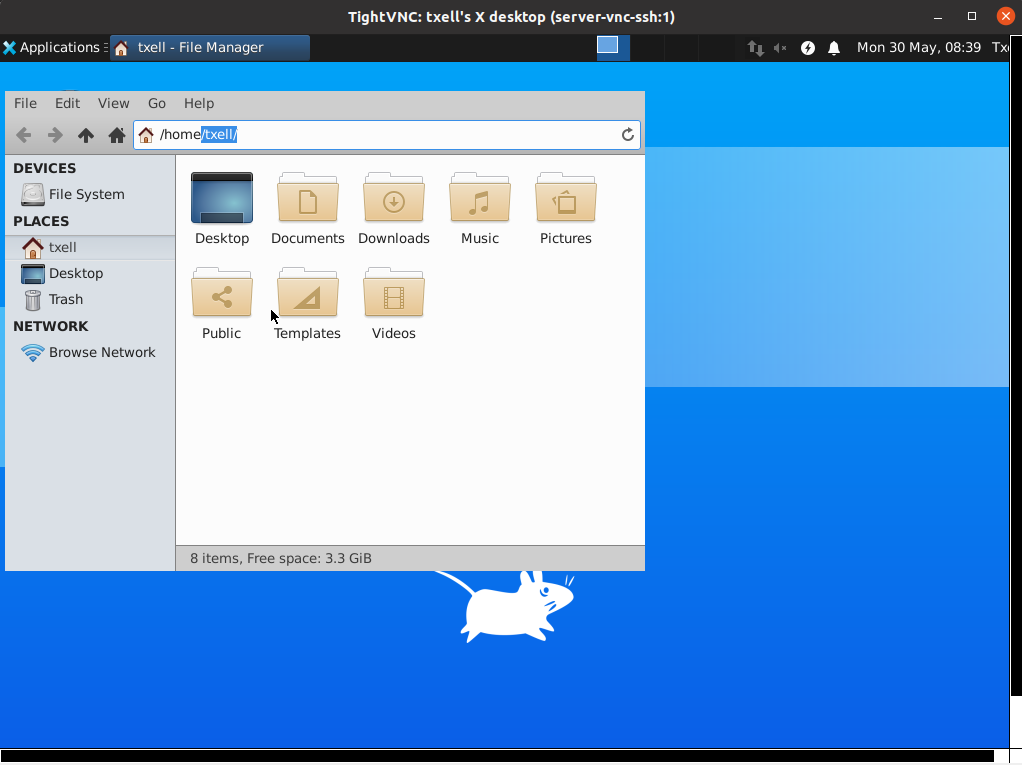 TightVNC: txell's X desktop (server-vnc-ssh:1)
Applications txell - File Manager Mon 30 May, 08:39
File Edit View Go Help
/home/txell/
DEVICES
File System
PLACES
txell
Desktop
Trash
NETWORK
Browse Network
Desktop Documents Downloads Music Pictures
Public Templates Videos
8 items, Free space: 3.3 GiB